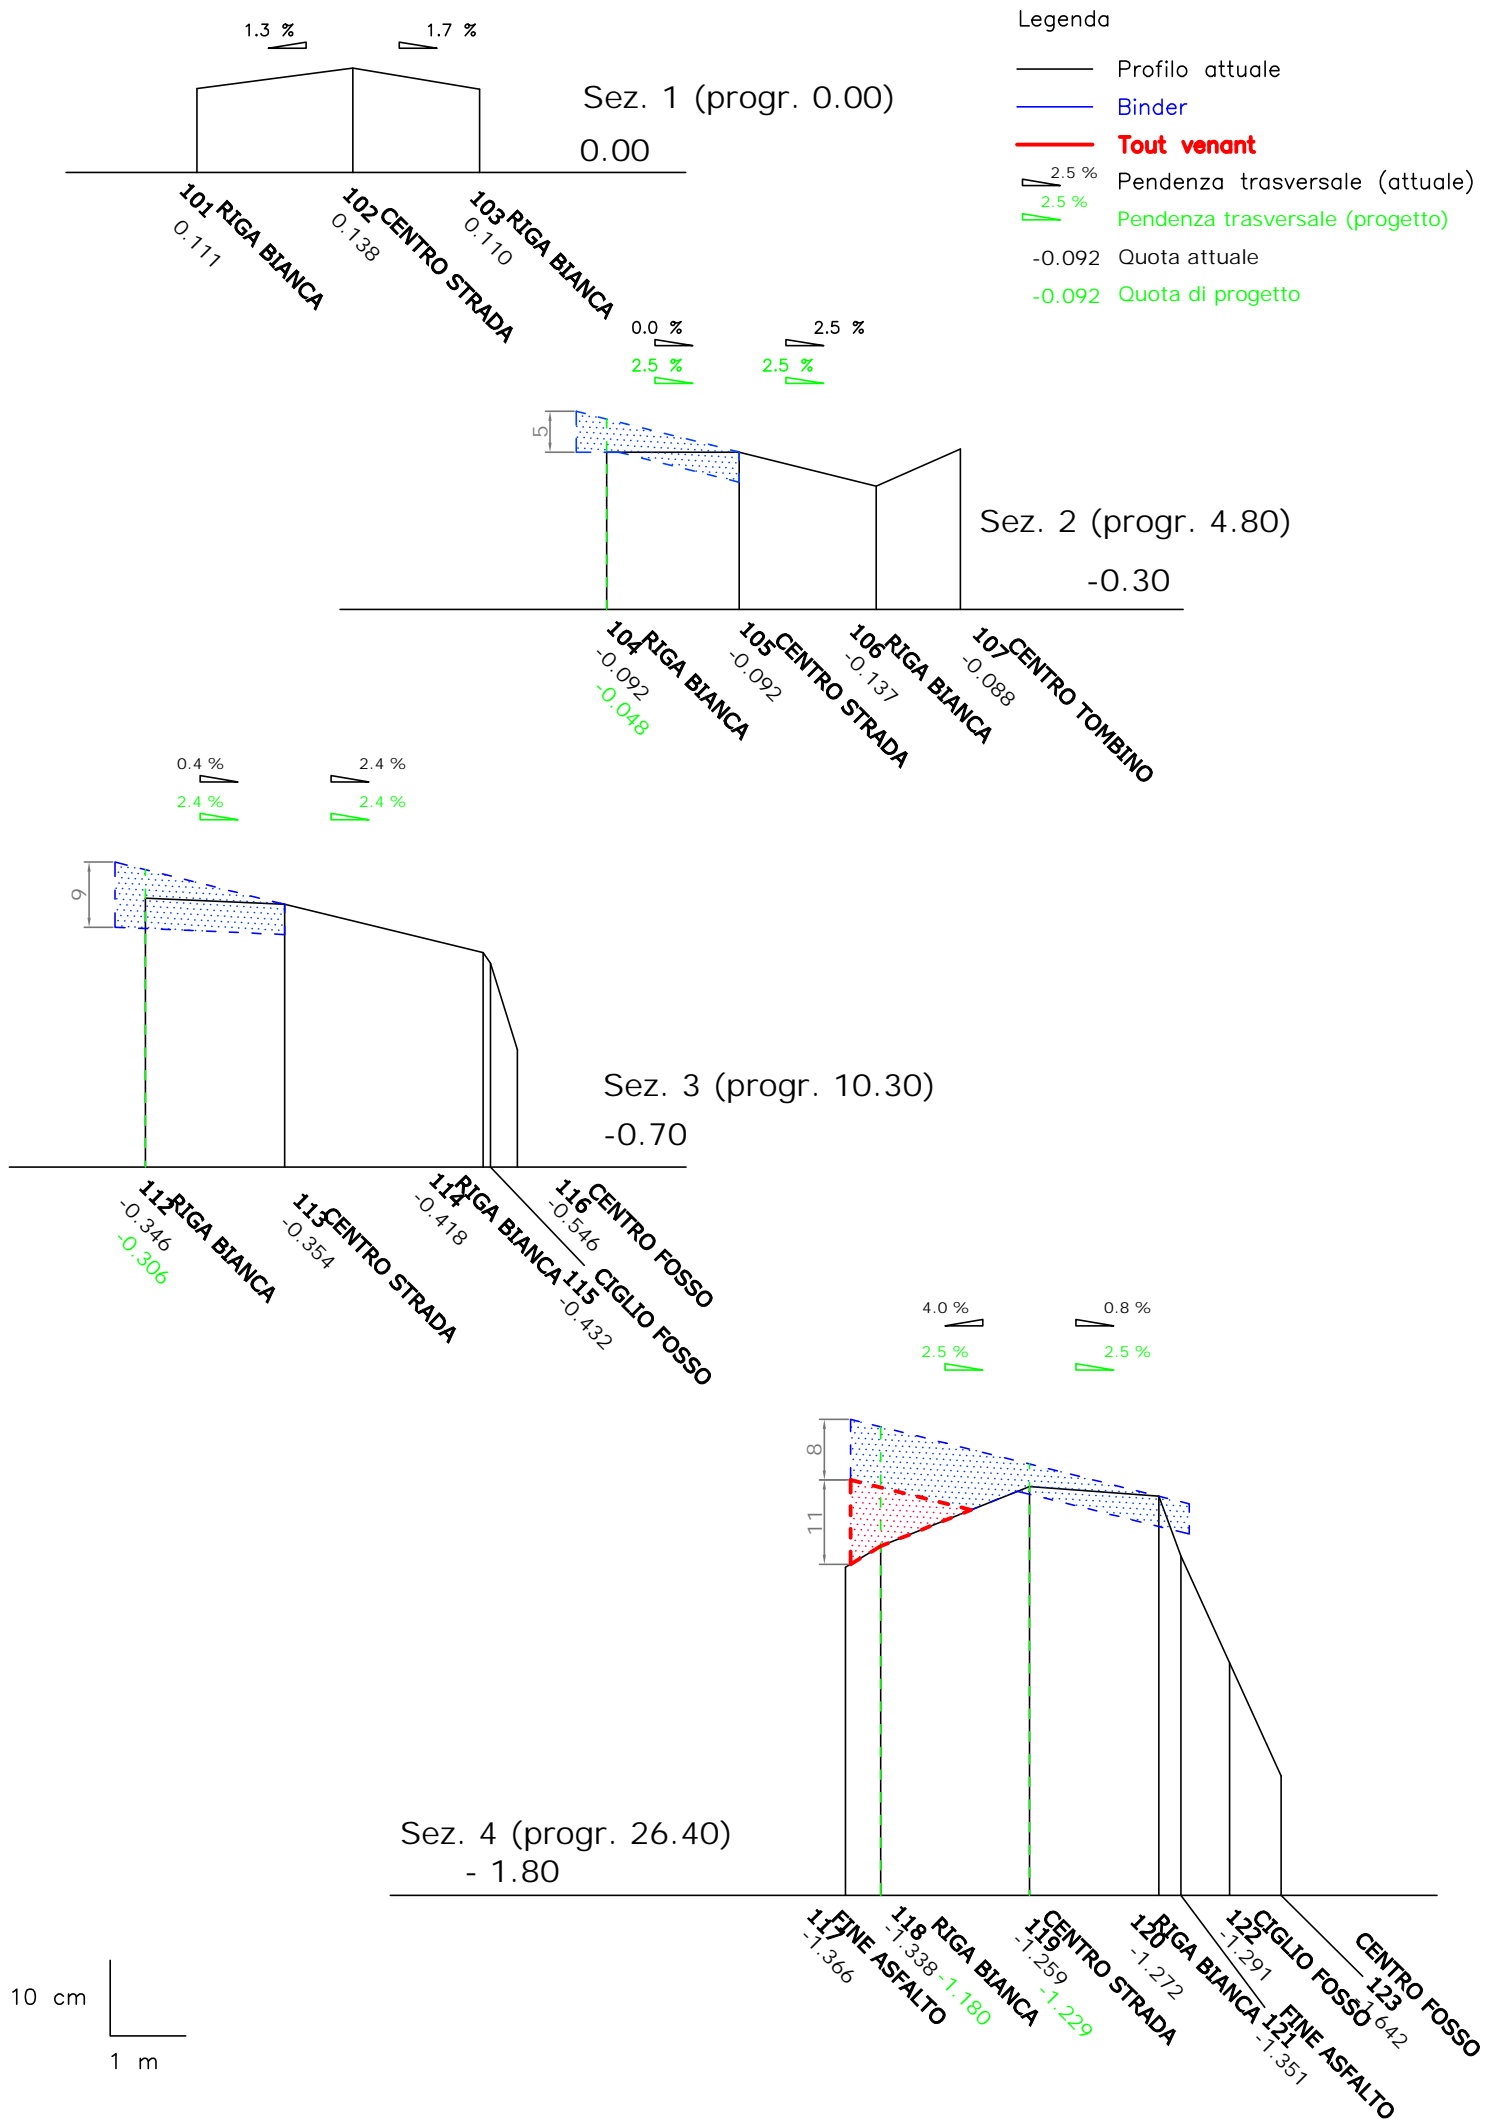 1.3 %
1.7 %
Sez. 1 (progr. 0.00)
0.00
101 RIGA BIANCA
0.111
102 CENTRO STRADA
0.138
103 RIGA BIANCA
0.110
Legenda
Profilo attuale
Binder
Tout venant
2.5 %
Pendenza trasversale (attuale)
2.5 %
Pendenza trasversale (progetto)
-0.092 Quota attuale
-0.092 Quota di progetto
0.0 %
2.5 %
2.5 %
2.5 %
5
Sez. 2 (progr. 4.80)
-0.30
104 RIGA BIANCA
-0.092
-0.048
105 CENTRO STRADA
-0.092
106 RIGA BIANCA
-0.137
107 CENTRO TOMBINO
-0.088
0.4 %
2.4 %
2.4 %
2.4 %
9
Sez. 3 (progr. 10.30)
-0.70
112 RIGA BIANCA
-0.346
-0.306
113 CENTRO STRADA
-0.354
114 RIGA BIANCA
-0.418
115 CIGLIO FOSSO
-0.432
116 CENTRO FOSSO
-0.546
4.0 %
0.8 %
2.5 %
2.5 %
8
11
Sez. 4 (progr. 26.40)
- 1.80
117 FINE ASFALTO
-1.366
118 RIGA BIANCA
-1.338
-1.180
119 CENTRO STRADA
-1.259
-1.229
120 RIGA BIANCA
-1.272
121 FINE ASFALTO
-1.351
122 CIGLIO FOSSO
-1.291
123 CENTRO FOSSO
-1.642
10 cm
1 m